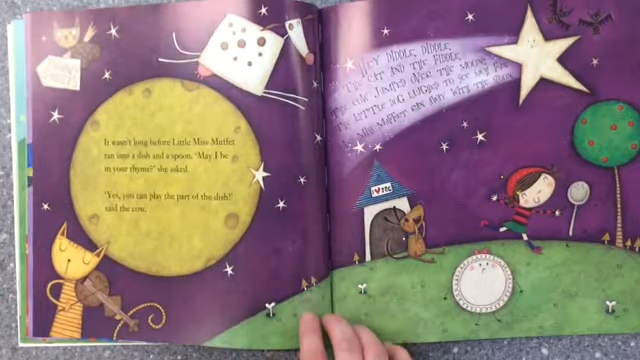 It wasn't long before Little Miss Muffet
ran into a dish and a spoon. 'May I be
in your rhyme?' she asked.
'Yes, you can play the part of the dish!'
said the cow.
HEY DIDDLE, DIDDLE,
THE CAT AND THE FIDDLE,
THE COW JUMPED OVER THE MOON;
THE LITTLE DOG LAUGHED TO SEE SUCH FUN
MISS MUFFET RAN AWAY WITH THE SPOON